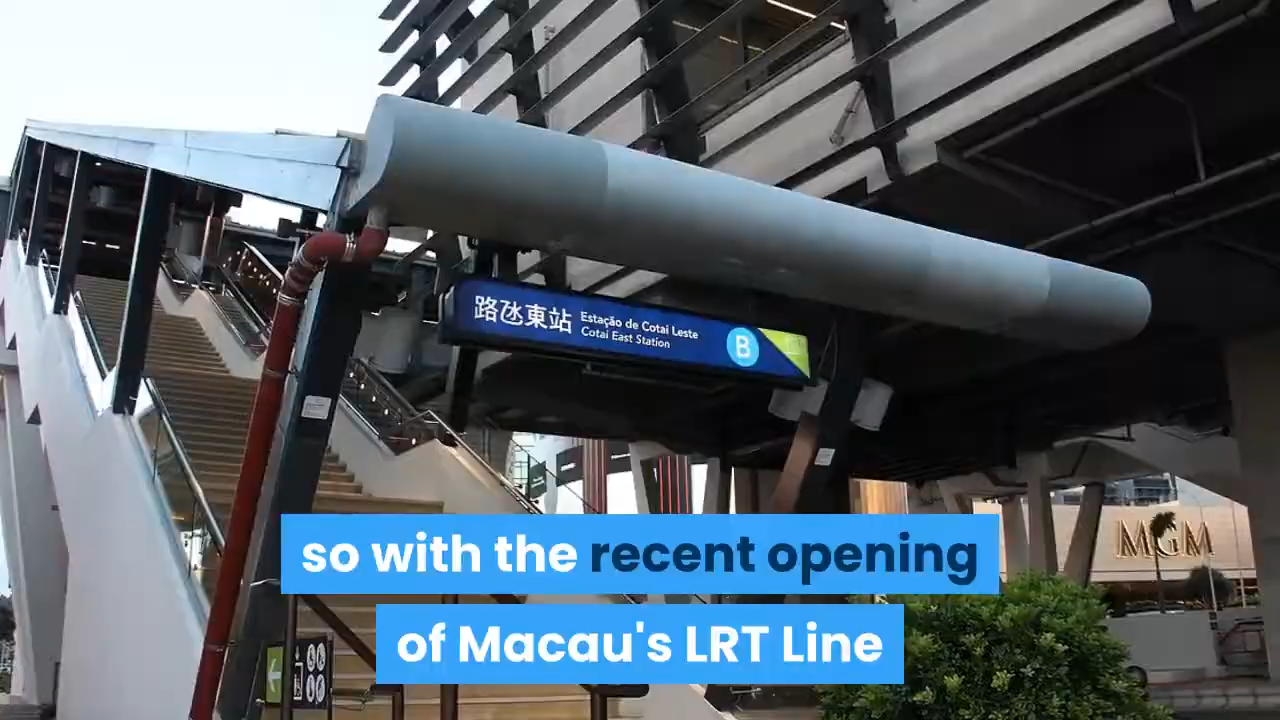 路氹東站
Estação de Cotai Leste
Cotai East Station
B
MGM
so with the recent opening
of Macau's LRT Line